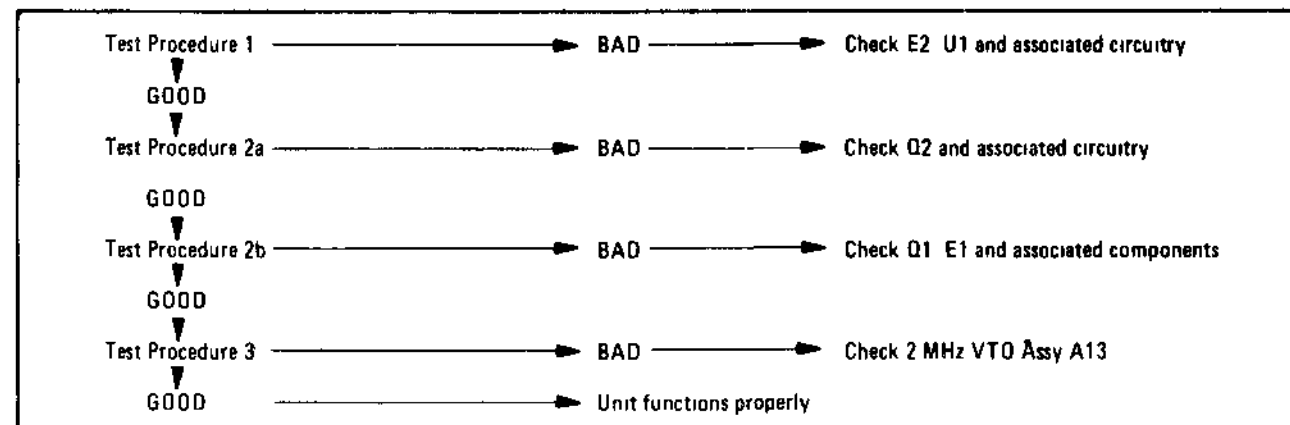 Test Procedure 1 BAD Check E2 U1 and associated circuitry
GOOD
Test Procedure 2a BAD Check Q2 and associated circuitry
GOOD
Test Procedure 2b BAD Check Q1 E1 and associated components
GOOD
Test Procedure 3 BAD Check 2 MHz VTO Assy A13
GOOD Unit functions properly